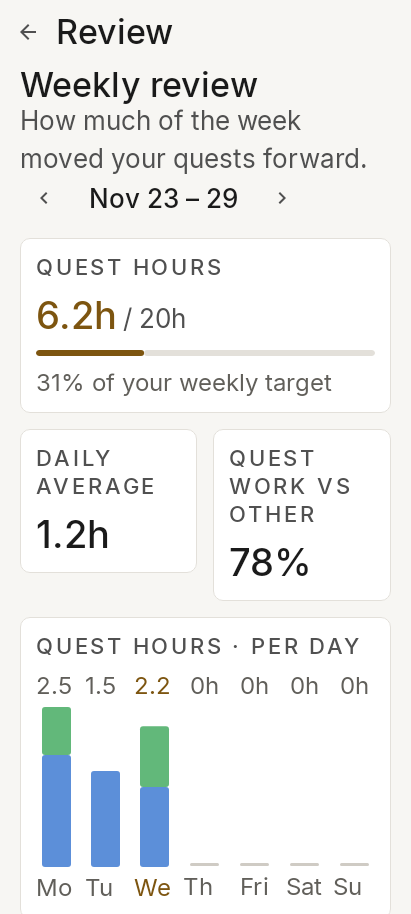 Review
Weekly review
How much of the week
moved your quests forward.
Nov 23 – 29
QUEST HOURS
6.2h / 20h
31% of your weekly target
DAILY
AVERAGE
1.2h
QUEST
WORK VS
OTHER
78%
QUEST HOURS · PER DAY
2.5 1.5 2.2 0h 0h 0h 0h
Mo Tu We Th Fri Sat Su